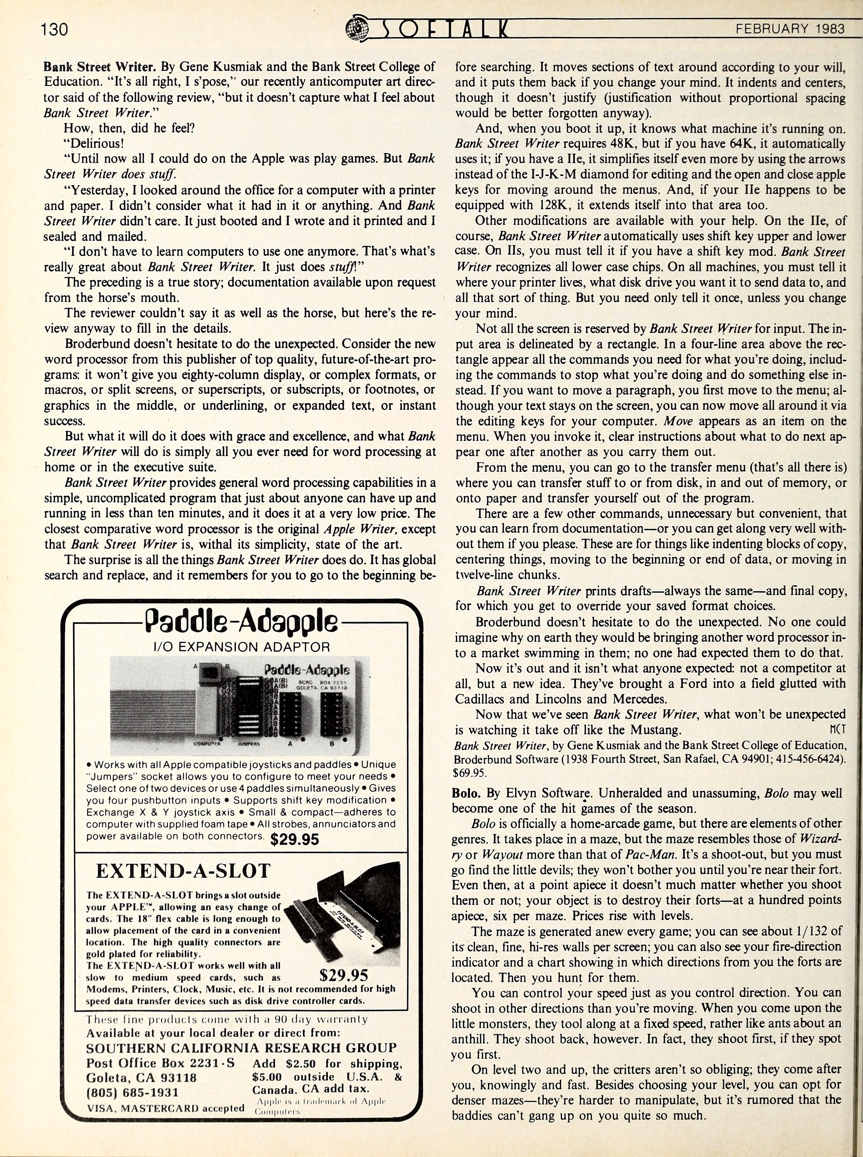 130
SOFTALK
FEBRUARY 1983
Bank Street Writer. By Gene Kusmiak and the Bank Street College of
Education. "It's all right, I s'pose," our recently anticomputer art direc-
tor said of the following review, "but it doesn't capture what I feel about
Bank Street Writer."
How, then, did he feel?
"Delirious!
"Until now all I could do on the Apple was play games. But Bank
Street Writer does stuff.
"Yesterday, I looked around the office for a computer with a printer
and paper. I didn't consider what it had in it or anything. And Bank
Street Writer didn't care. It just booted and I wrote and it printed and I
sealed and mailed.
"I don't have to learn computers to use one anymore. That's what's
really great about Bank Street Writer. It just does stuff!"
The preceding is a true story; documentation available upon request
from the horse's mouth.
The reviewer couldn't say it as well as the horse, but here's the re-
view anyway to fill in the details.
Broderbund doesn't hesitate to do the unexpected. Consider the new
word processor from this publisher of top quality, future-of-the-art pro-
grams: it won't give you eighty-column display, or complex formats, or
macros, or split screens, or superscripts, or subscripts, or footnotes, or
graphics in the middle, or underlining, or expanded text, or instant
success.
But what it will do it does with grace and excellence, and what Bank
Street Writer will do is simply all you ever need for word processing at
home or in the executive suite.
Bank Street Writer provides general word processing capabilities in a
simple, uncomplicated program that just about anyone can have up and
running in less than ten minutes, and it does it at a very low price. The
closest comparative word processor is the original Apple Writer, except
that Bank Street Writer is, withal its simplicity, state of the art.
The surprise is all the things Bank Street Writer does do. It has global
search and replace, and it remembers for you to go to the beginning be-
fore searching. It moves sections of text around according to your will,
and it puts them back if you change your mind. It indents and centers,
though it doesn't justify (justification without proportional spacing
would be better forgotten anyway).
And, when you boot it up, it knows what machine it's running on.
Bank Street Writer requires 48K, but if you have 64K, it automatically
uses it; if you have a IIe, it simplifies itself even more by using the arrows
instead of the I-J-K-M diamond for editing and the open and close apple
keys for moving around the menus. And, if your IIe happens to be
equipped with 128K, it extends itself into that area too.
Other modifications are available with your help. On the IIe, of
course, Bank Street Writer automatically uses shift key upper and lower
case. On IIs, you must tell it if you have a shift key mod. Bank Street
Writer recognizes all lower case chips. On all machines, you must tell it
where your printer lives, what disk drive you want it to send data to, and
all that sort of thing. But you need only tell it once, unless you change
your mind.
Not all the screen is reserved by Bank Street Writer for input. The in-
put area is delineated by a rectangle. In a four-line area above the rec-
tangle appear all the commands you need for what you're doing, includ-
ing the commands to stop what you're doing and do something else in-
stead. If you want to move a paragraph, you first move to the menu; al-
though your text stays on the screen, you can now move all around it via
the editing keys for your computer. Move appears as an item on the
menu. When you invoke it, clear instructions about what to do next ap-
pear one after another as you carry them out.
From the menu, you can go to the transfer menu (that's all there is)
where you can transfer stuff to or from disk, in and out of memory, or
onto paper and transfer yourself out of the program.
There are a few other commands, unnecessary but convenient, that
you can learn from documentation—or you can get along very well with-
out them if you please. These are for things like indenting blocks of copy,
centering things, moving to the beginning or end of data, or moving in
twelve-line chunks.
Bank Street Writer prints drafts—always the same—and final copy,
for which you get to override your saved format choices.
Broderbund doesn't hesitate to do the unexpected. No one could
imagine why on earth they would be bringing another word processor in-
to a market swimming in them; no one had expected them to do that.
Now it's out and it isn't what anyone expected: not a competitor at
all, but a new idea. They've brought a Ford into a field glutted with
Cadillacs and Lincolns and Mercedes.
Now that we've seen Bank Street Writer, what won't be unexpected
is watching it take off like the Mustang. MCT
Bank Street Writer, by Gene Kusmiak and the Bank Street College of Education,
Broderbund Software (1938 Fourth Street, San Rafael, CA 94901; 415-456-6424).
$69.95.
Bolo. By Elvyn Software. Unheralded and unassuming, Bolo may well
become one of the hit games of the season.
Bolo is officially a home-arcade game, but there are elements of other
genres. It takes place in a maze, but the maze resembles those of Wizard-
ry or Wayout more than that of Pac-Man. It's a shoot-out, but you must
go find the little devils; they won't bother you until you're near their fort.
Even then, at a point apiece it doesn't much matter whether you shoot
them or not; your object is to destroy their forts—at a hundred points
apiece, six per maze. Prices rise with levels.
The maze is generated anew every game; you can see about 1/132 of
its clean, fine, hi-res walls per screen; you can also see your fire-direction
indicator and a chart showing in which directions from you the forts are
located. Then you hunt for them.
You can control your speed just as you control direction. You can
shoot in other directions than you're moving. When you come upon the
little monsters, they tool along at a fixed speed, rather like ants about an
anthill. They shoot back, however. In fact, they shoot first, if they spot
you first.
On level two and up, the critters aren't so obliging; they come after
you, knowingly and fast. Besides choosing your level, you can opt for
denser mazes—they're harder to manipulate, but it's rumored that the
baddies can't gang up on you quite so much.
Paddle-Adapple
I/O EXPANSION ADAPTOR
A B
Paddle-Adapple
SCRG BOX 2231
GOLETA, CA 93118
COMPUTER JUMPERS A B
• Works with all Apple compatible joysticks and paddles • Unique
"Jumpers" socket allows you to configure to meet your needs •
Select one of two devices or use 4 paddles simultaneously • Gives
you four pushbutton inputs • Supports shift key modification •
Exchange X & Y joystick axis • Small & compact—adheres to
computer with supplied foam tape • All strobes, annunciators and
power available on both connectors. $29.95
EXTEND-A-SLOT
The EXTEND-A-SLOT brings a slot outside
your APPLE™, allowing an easy change of
cards. The 18" flex cable is long enough to
allow placement of the card in a convenient
location. The high quality connectors are
gold plated for reliability.
The EXTEND-A-SLOT works well with all
slow to medium speed cards, such as
$29.95
Modems, Printers, Clock, Music, etc. It is not recommended for high
speed data transfer devices such as disk drive controller cards.
These fine products come with a 90 day warranty
Available at your local dealer or direct from:
SOUTHERN CALIFORNIA RESEARCH GROUP
Post Office Box 2231-S
Goleta, CA 93118
(805) 685-1931
VISA, MASTERCARD accepted
Add $2.50 for shipping,
$5.00 outside U.S.A. &
Canada. CA add tax.
Apple is a trademark of Apple
Computers